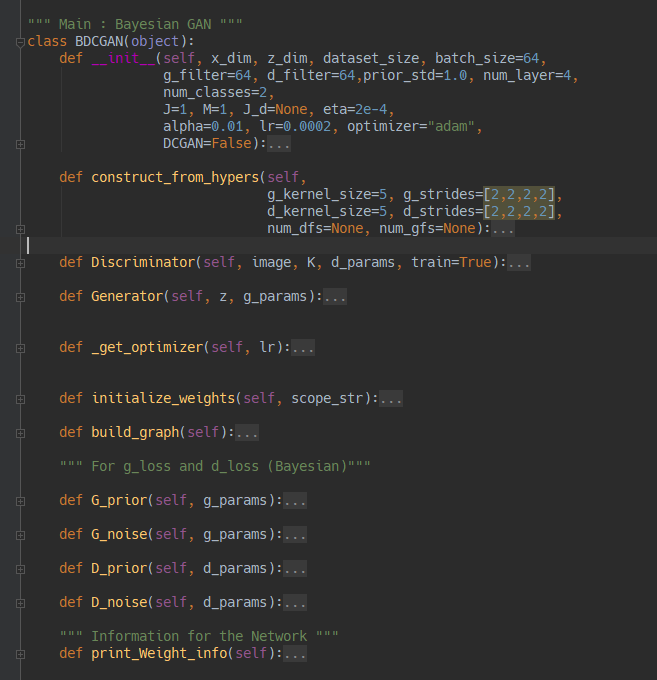 """ Main : Bayesian GAN """
class BDCGAN(object):
    def __init__(self, x_dim, z_dim, dataset_size, batch_size=64,
                 g_filter=64, d_filter=64,prior_std=1.0, num_layer=4,
                 num_classes=2,
                 J=1, M=1, J_d=None, eta=2e-4,
                 alpha=0.01, lr=0.0002, optimizer="adam",
                 DCGAN=False):...
    def construct_from_hypers(self,
                              g_kernel_size=5, g_strides=[2,2,2,2],
                              d_kernel_size=5, d_strides=[2,2,2,2],
                              num_dfs=None, num_gfs=None):...
    def Discriminator(self, image, K, d_params, train=True):...
    def Generator(self, z, g_params):...
    def _get_optimizer(self, lr):...
    def initialize_weights(self, scope_str):...
    def build_graph(self):...
    """ For g_loss and d_loss (Bayesian)"""
    def G_prior(self, g_params):...
    def G_noise(self, g_params):...
    def D_prior(self, d_params):...
    def D_noise(self, d_params):...
    """ Information for the Network """
    def print_Weight_info(self):...